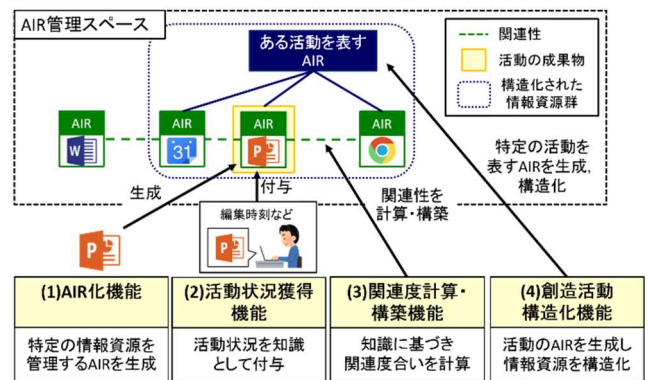 AIR管理スペース
ある活動を表す
AIR
関連性
活動の成果物
構造化された
情報資源群
AIR
AIR
AIR
AIR
W
31
P
生成
付与
編集時刻など
P
P
関連性を
計算・構築
特定の活動を
表すAIRを生成,
構造化
(1)AIR化機能
特定の情報資源を
管理するAIRを生成
(2)活動状況獲得
機能
活動状況を知識
として付与
(3)関連度計算・
構築機能
知識に基づき
関連度合いを計算
(4)創造活動
構造化機能
活動のAIRを生成し
情報資源を構造化